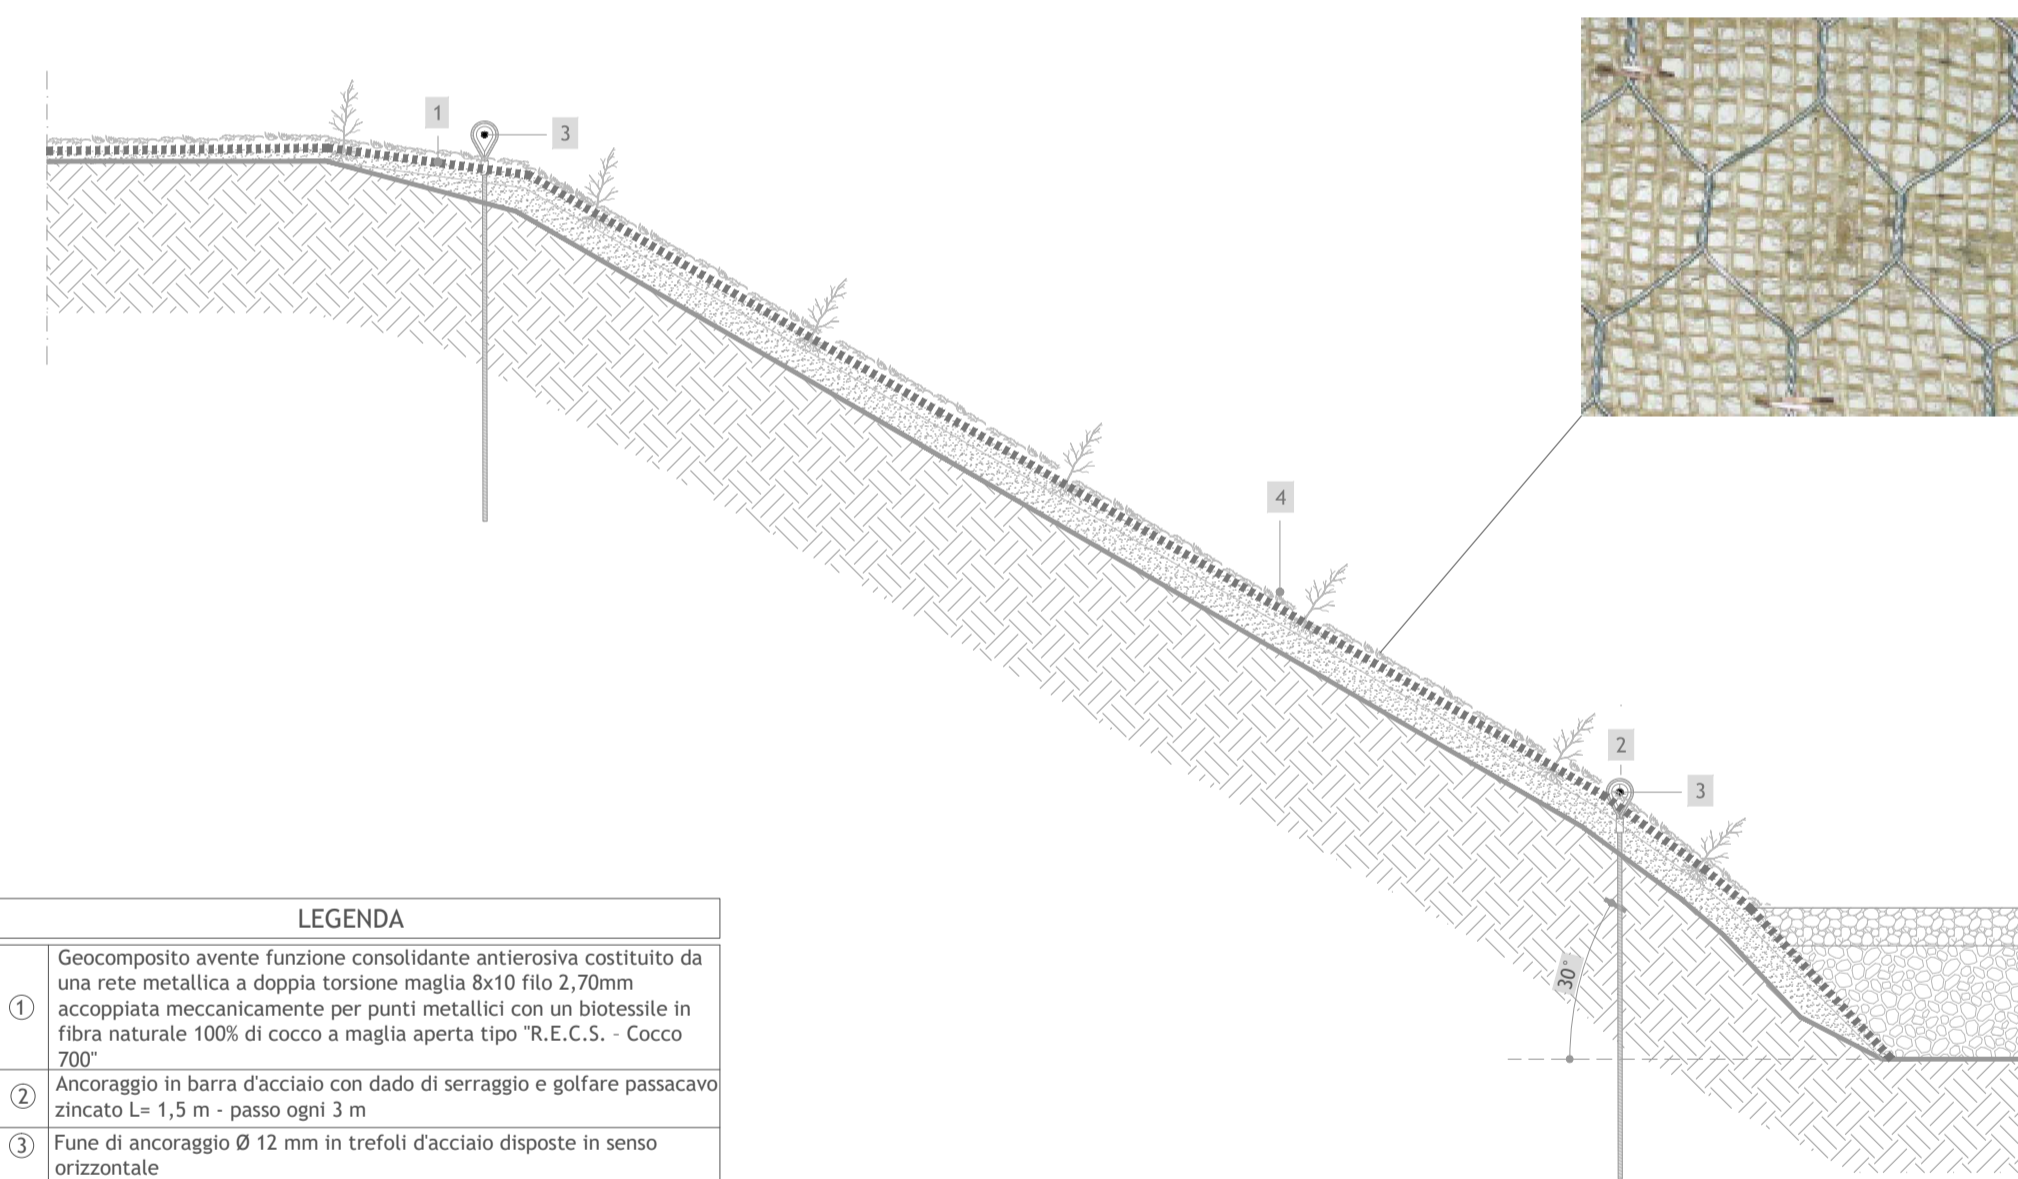 1
3
4
2
3
30°
LEGENDA
1
Geocomposito avente funzione consolidante antierosiva costituito da
una rete metallica a doppia torsione maglia 8x10 filo 2,70mm
accoppiata meccanicamente per punti metallici con un biotessile in
fibra naturale 100% di cocco a maglia aperta tipo "R.E.C.S. - Cocco
700"
2
Ancoraggio in barra d'acciaio con dado di serraggio e golfare passacavo
zincato L= 1,5 m - passo ogni 3 m
3
Fune di ancoraggio Ø 12 mm in trefoli d'acciaio disposte in senso
orizzontale